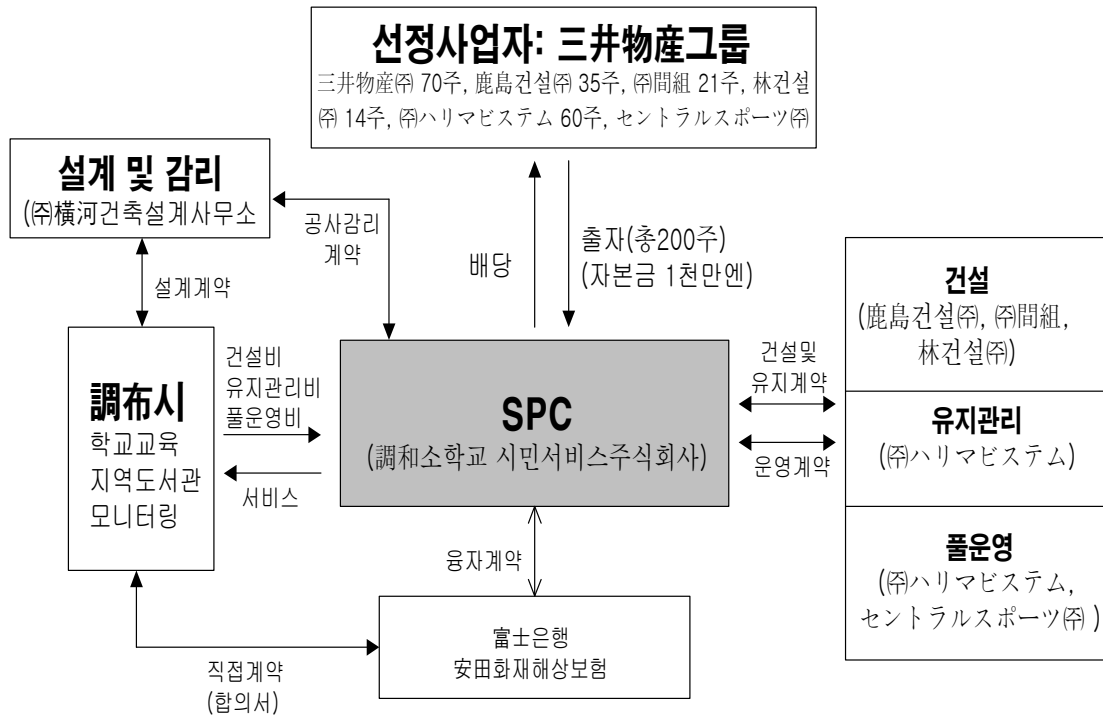 선정사업자: 三井物産그룹
三井物産㈜ 70주, 鹿島건설㈜ 35주, ㈜間組 21주, 林건설
㈜ 14주, ㈜ハリマビステム 60주, セントラルスポーツ㈜
설계 및 감리
(㈜橫河건축설계사무소
공사감리
계약
배당
출자(총200주)
(자본금 1천만엔)
설계계약
調布시
학교교육
지역도서관
모니터링
건설비
유지관리비
풀운영비
서비스
SPC
(調和소학교 시민서비스주식회사)
건설및
유지계약
운영계약
건설
(鹿島건설㈜, ㈜間組,
林건설㈜)
유지관리
(㈜ハリマビステム)
풀운영
(㈜ハリマビステム,
セントラルスポーツ㈜ )
융자계약
富士은행
安田화재해상보험
직접계약
(합의서)